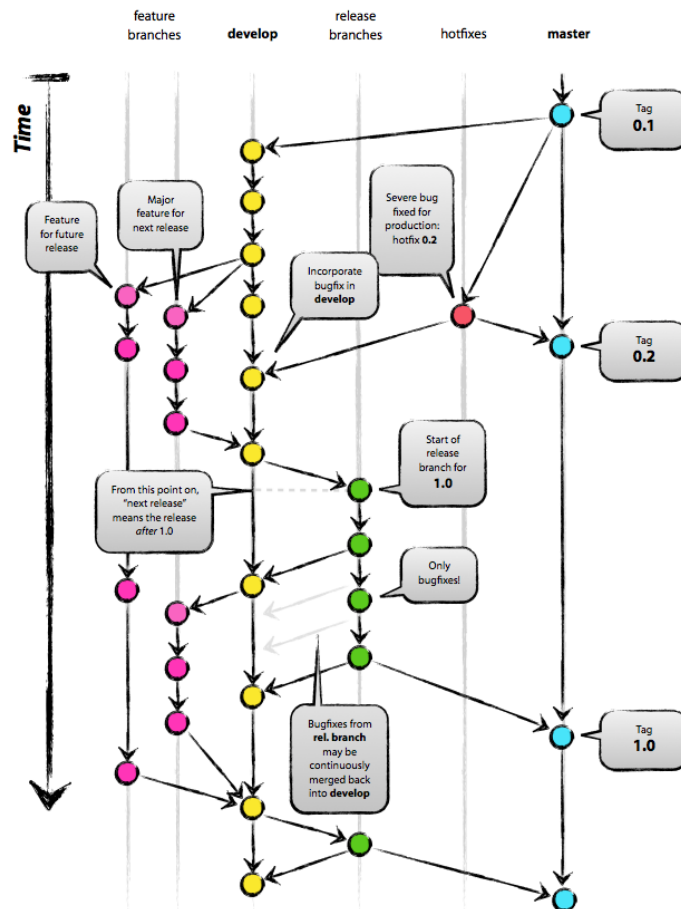 feature
branches
develop
release
branches
hotfixes
master
Time
Tag
0.1
Feature
for future
release
Major
feature for
next release
Severe bug
fixed for
production:
hotfix 0.2
Incorporate
bugfix in
develop
Tag
0.2
From this point on,
“next release”
means the release
after 1.0
Start of
release
branch for
1.0
Only
bugfixes!
Bugfixes from
rel. branch
may be
continuously
merged back
into develop
Tag
1.0